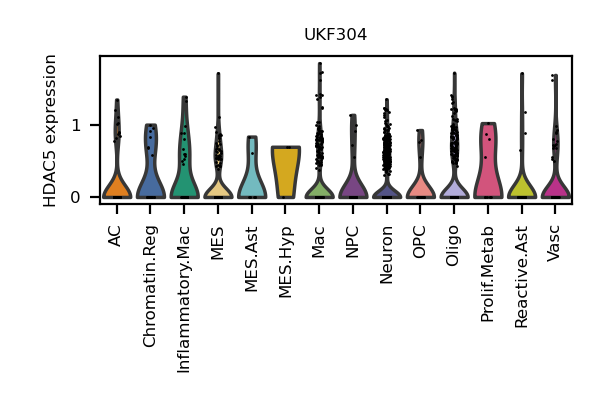 UKF304
HDAC5 expression
1
0
AC
Chromatin.Reg
Inflammatory.Mac
MES
MES.Ast
MES.Hyp
Mac
NPC
Neuron
OPC
Oligo
Prolif.Metab
Reactive.Ast
Vasc